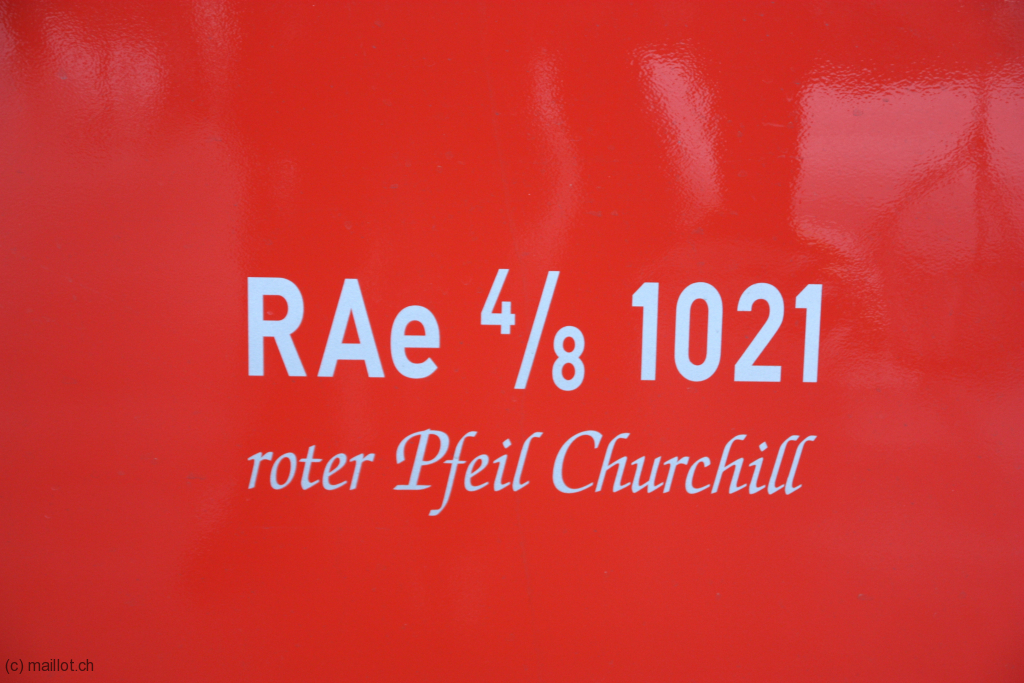 RAe 4/8 1021
roter Pfeil Churchill
(c) maillot.ch